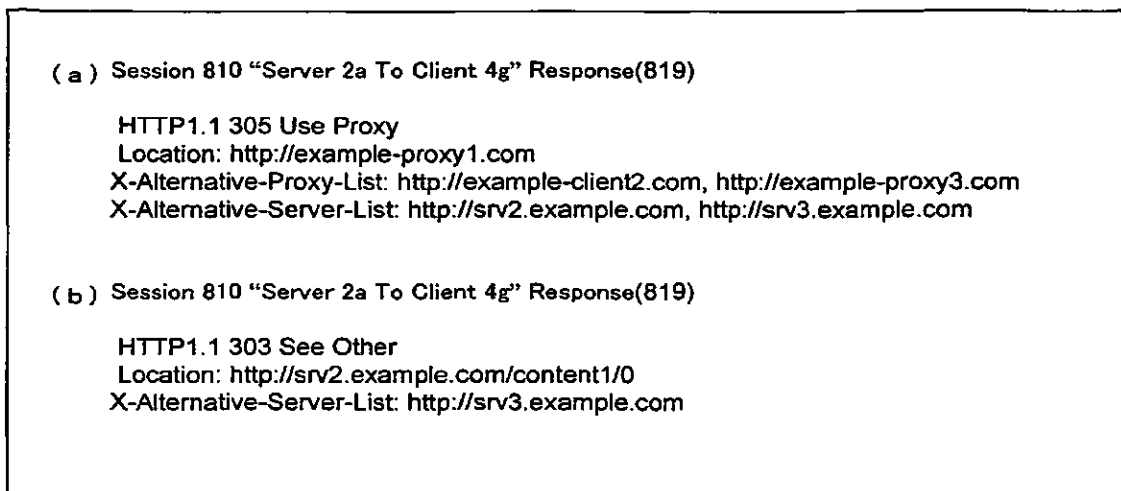 (a) Session 810 “Server 2a To Client 4g” Response(819)
HTTP1.1 305 Use Proxy
Location: http://example-proxy1.com
X-Alternative-Proxy-List: http://example-client2.com, http://example-proxy3.com
X-Alternative-Server-List: http://srv2.example.com, http://srv3.example.com
(b) Session 810 “Server 2a To Client 4g” Response(819)
HTTP1.1 303 See Other
Location: http://srv2.example.com/content1/0
X-Alternative-Server-List: http://srv3.example.com